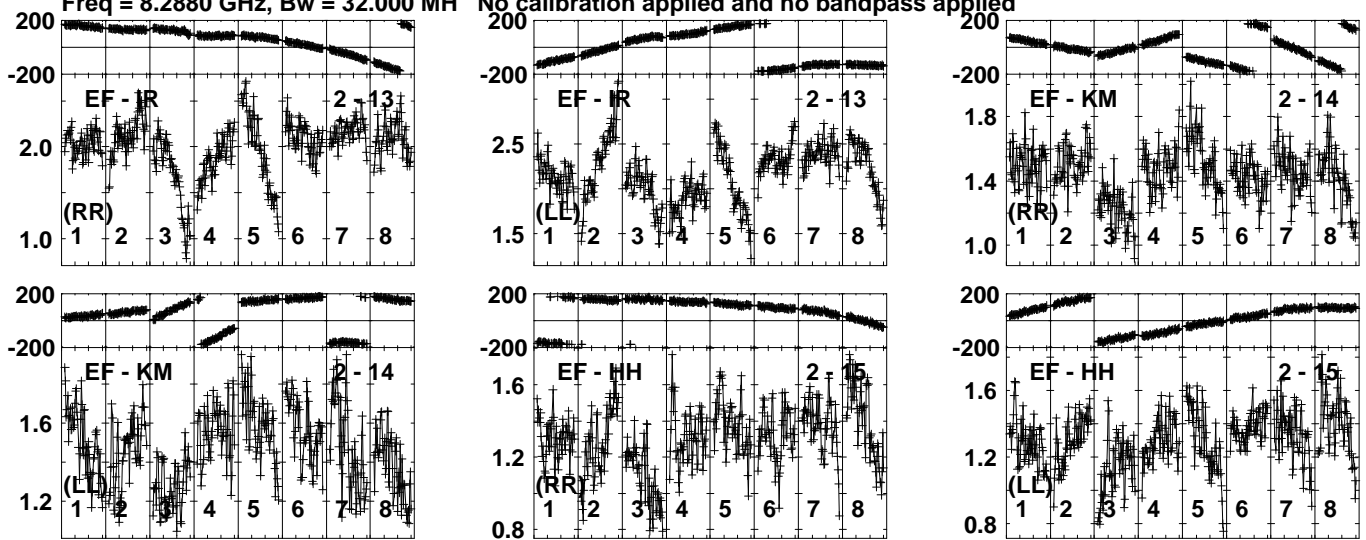 Freq = 8.2880 GHz, Bw = 32.000 MH No calibration applied and no bandpass applied
200
-200
EF - IR 2 - 13
2.0
1.0
(RR)
1 2 3 4 5 6 7 8
200
-200
EF - IR 2 - 13
2.5
1.5
(LL)
1 2 3 4 5 6 7 8
200
-200
EF - KM 2 - 14
1.8
1.4
1.0
(RR)
1 2 3 4 5 6 7 8
200
-200
EF - KM 2 - 14
1.6
1.2
(LL)
1 2 3 4 5 6 7 8
200
-200
EF - HH 2 - 15
1.6
1.2
0.8
(RR)
1 2 3 4 5 6 7 8
200
-200
EF - HH 2 - 15
1.6
1.2
0.8
(LL)
1 2 3 4 5 6 7 8